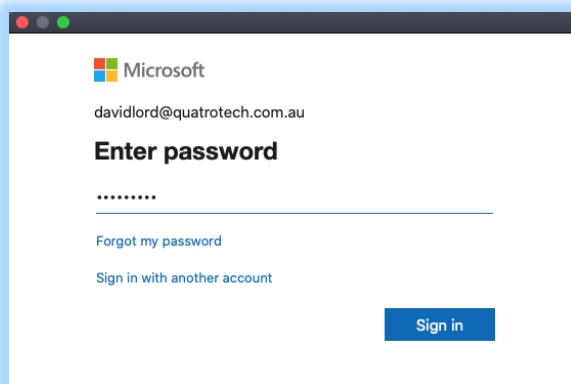 Microsoft
davidlord@quatrotech.com.au
Enter password
•••••••••
Forgot my password
Sign in with another account
Sign in